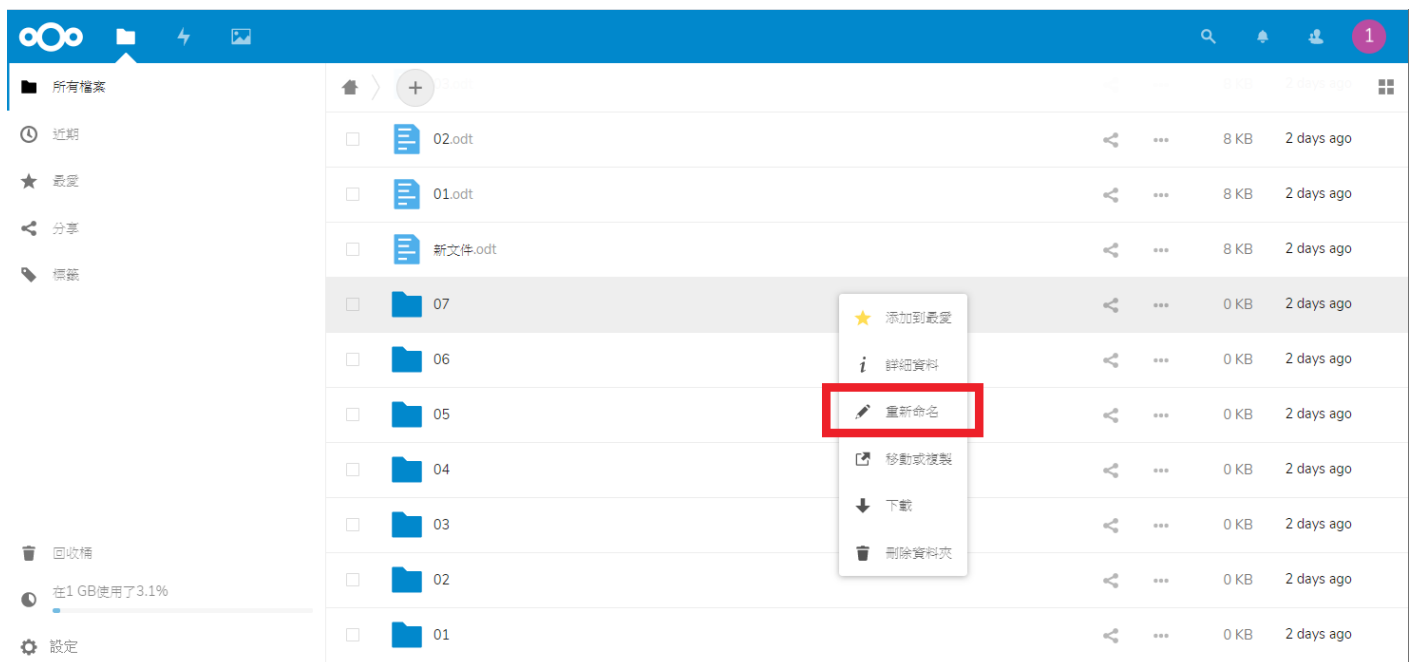 1
所有檔案
近期
最愛
分享
標籤
回收桶
在1 GB使用了3.1%
設定
02.odt 8 KB 2 days ago
01.odt 8 KB 2 days ago
新文件.odt 8 KB 2 days ago
07 0 KB 2 days ago
06 0 KB 2 days ago
05 0 KB 2 days ago
04 0 KB 2 days ago
03 0 KB 2 days ago
02 0 KB 2 days ago
01 0 KB 2 days ago
添加到最愛
詳細資料
重新命名
移動或複製
下載
刪除資料夾